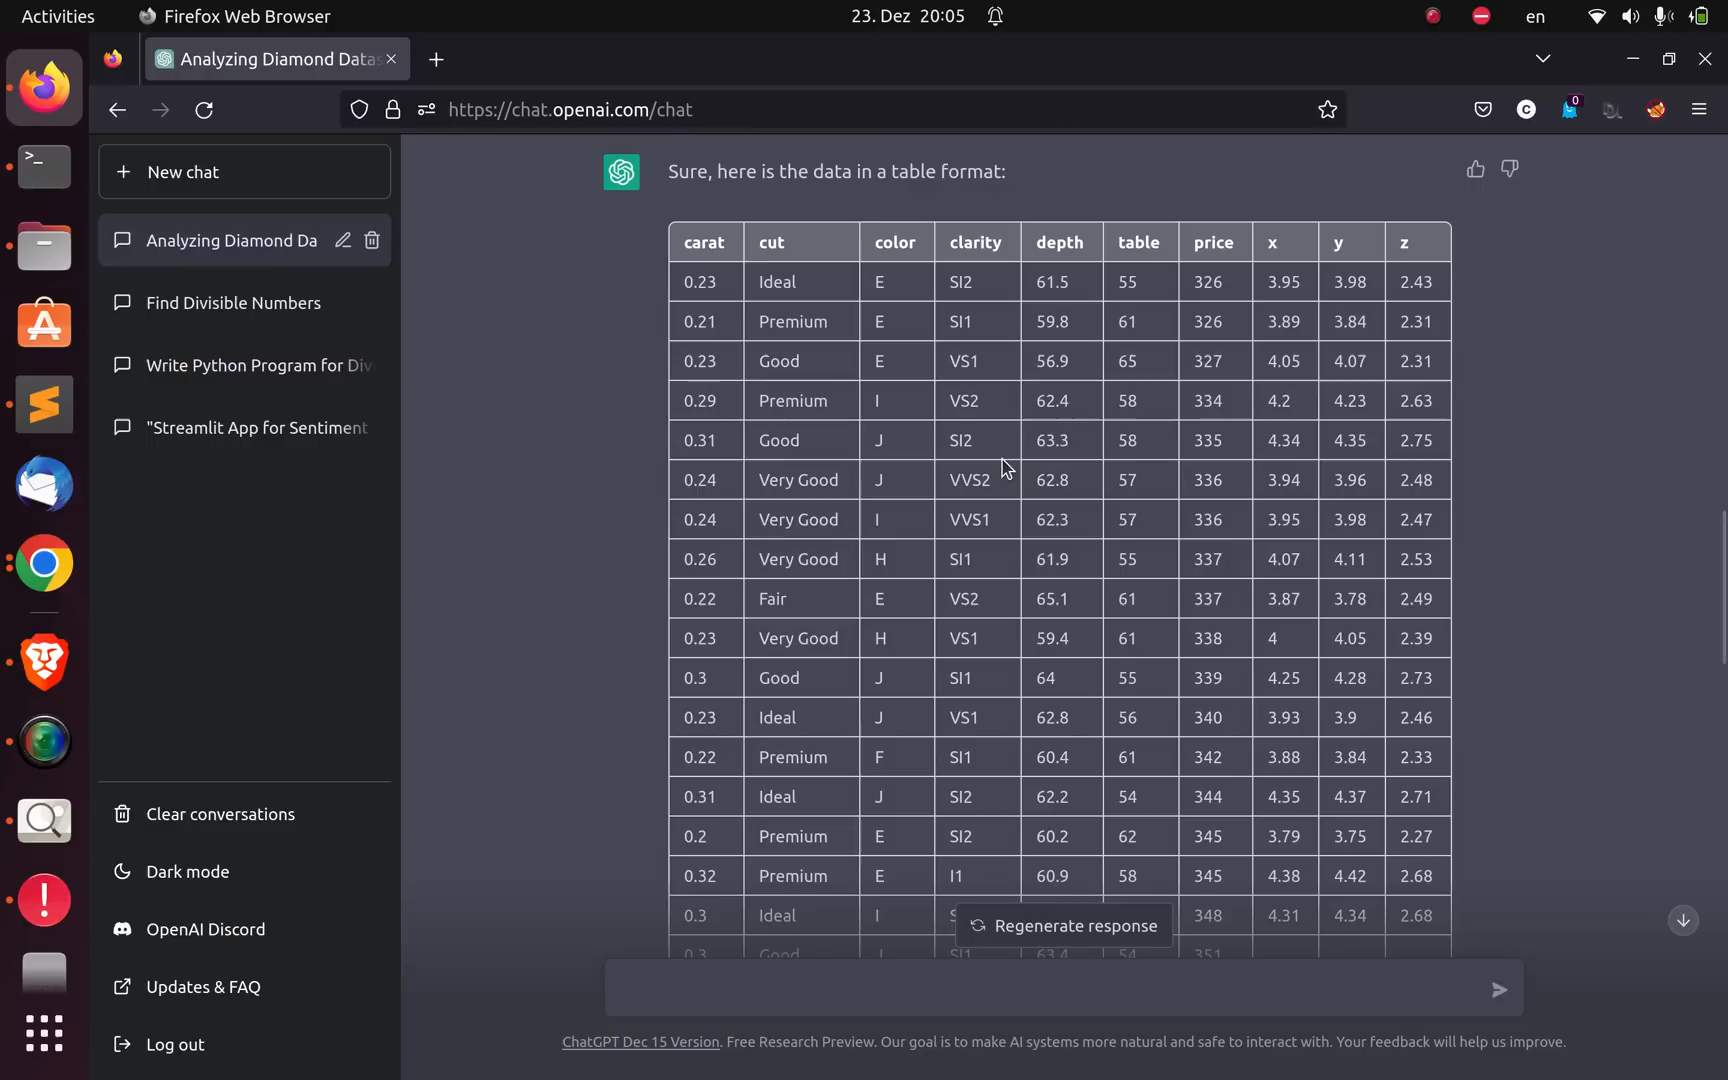 Activities Firefox Web Browser 23. Dez 20:05 en
Analyzing Diamond Datas
https://chat.openai.com/chat 0
New chat
Analyzing Diamond Da
Find Divisible Numbers
Write Python Program for Div
"Streamlit App for Sentiment
Clear conversations
Dark mode
OpenAI Discord
Updates & FAQ
Log out
Sure, here is the data in a table format:
carat cut color clarity depth table price x y z
0.23 Ideal E SI2 61.5 55 326 3.95 3.98 2.43
0.21 Premium E SI1 59.8 61 326 3.89 3.84 2.31
0.23 Good E VS1 56.9 65 327 4.05 4.07 2.31
0.29 Premium I VS2 62.4 58 334 4.2 4.23 2.63
0.31 Good J SI2 63.3 58 335 4.34 4.35 2.75
0.24 Very Good J VVS2 62.8 57 336 3.94 3.96 2.48
0.24 Very Good I VVS1 62.3 57 336 3.95 3.98 2.47
0.26 Very Good H SI1 61.9 55 337 4.07 4.11 2.53
0.22 Fair E VS2 65.1 61 337 3.87 3.78 2.49
0.23 Very Good H VS1 59.4 61 338 4 4.05 2.39
0.3 Good J SI1 64 55 339 4.25 4.28 2.73
0.23 Ideal J VS1 62.8 56 340 3.93 3.9 2.46
0.22 Premium F SI1 60.4 61 342 3.88 3.84 2.33
0.31 Ideal J SI2 62.2 54 344 4.35 4.37 2.71
0.2 Premium E SI2 60.2 62 345 3.79 3.75 2.27
0.32 Premium E I1 60.9 58 345 4.38 4.42 2.68
0.3 Ideal I 348 4.31 4.34 2.68
0.3 Good J SI1 63.4 54 351
Regenerate response
ChatGPT Dec 15 Version. Free Research Preview. Our goal is to make AI systems more natural and safe to interact with. Your feedback will help us improve.